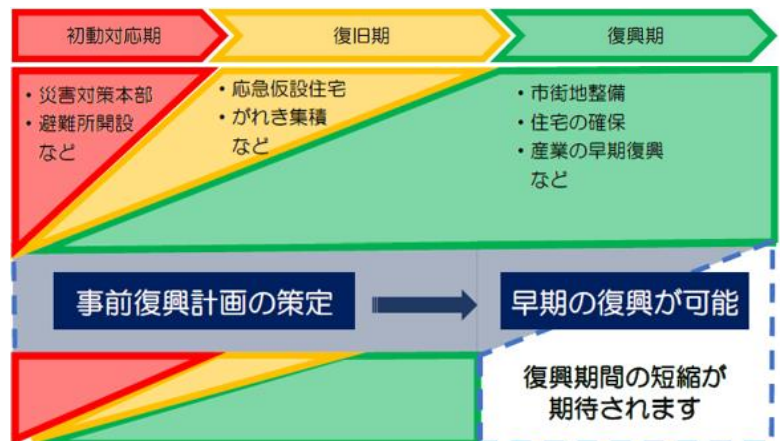 初動対応期
復旧期
復興期
・災害対策本部
・避難所開設
など
・応急仮設住宅
・がれき集積
など
・市街地整備
・住宅の確保
・産業の早期復興
など
事前復興計画の策定
早期の復興が可能
復興期間の短縮が
期待されます